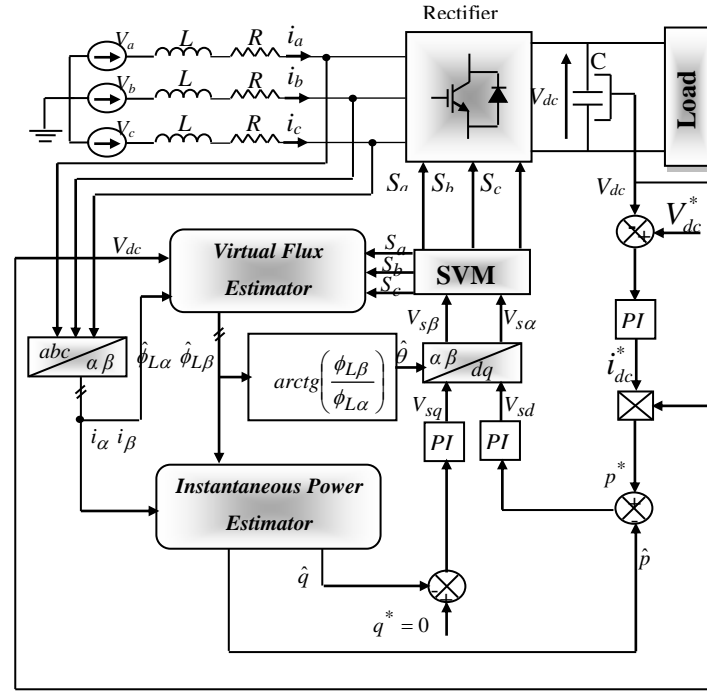 Rectifier
V_a L R i_a
V_b L R i_b
V_c L R i_c
V_dc
C
Load
S_a S_b S_c
V_dc
V_dc^*
- +
V_dc
Virtual Flux
Estimator
S_a
S_b
S_c
SVM
V_sβ V_sα
PI
i_dc^*
abc
α β
φ̂_Lα φ̂_Lβ
arctg(φ_Lβ / φ_Lα)
θ̂
α β
dq
V_sq V_sd
PI PI
i_α i_β
p^*
+
-
Instantaneous Power
Estimator
p̂
q̂
-
+
q^* = 0